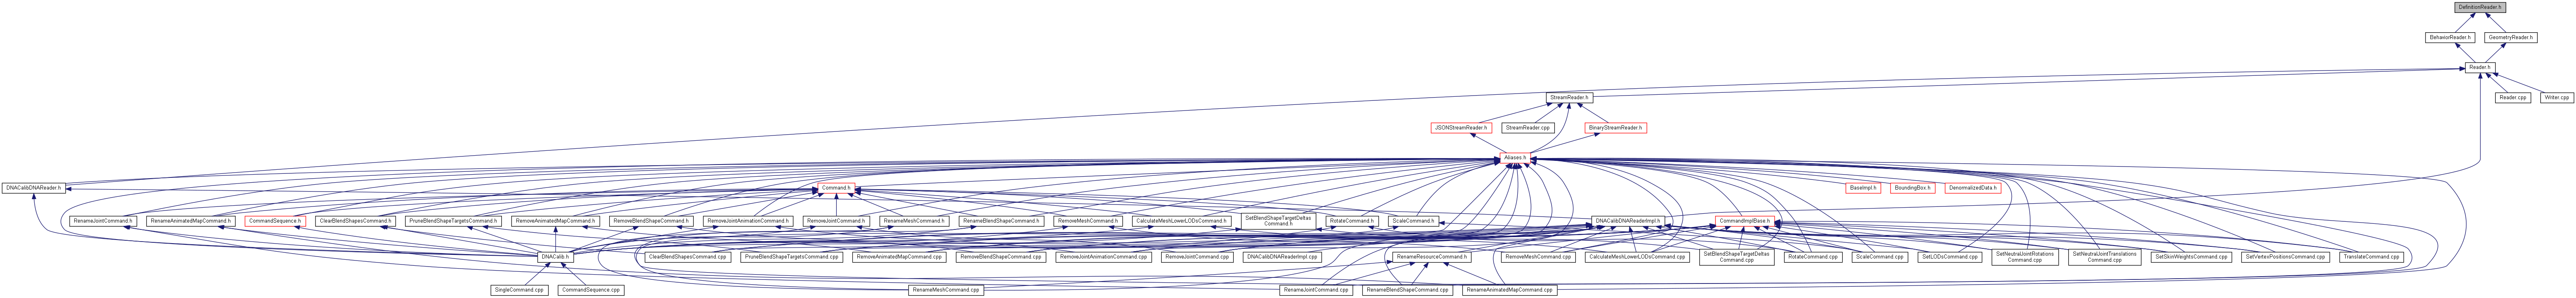 DefinitionReader.h
BehaviorReader.h
GeometryReader.h
Reader.h
StreamReader.h
Reader.cpp
Writer.cpp
JSONStreamReader.h
StreamReader.cpp
BinaryStreamReader.h
Aliases.h
DNACalibDNAReader.h
Command.h
BaseImpl.h
BoundingBox.h
DenormalizedData.h
RenameJointCommand.h
RenameAnimatedMapCommand.h
CommandSequence.h
ClearBlendShapesCommand.h
PruneBlendShapeTargetsCommand.h
RemoveAnimatedMapCommand.h
RemoveBlendShapeCommand.h
RemoveJointAnimationCommand.h
RemoveJointCommand.h
RenameMeshCommand.h
RenameBlendShapeCommand.h
RemoveMeshCommand.h
CalculateMeshLowerLODsCommand.h
SetBlendShapeTargetDeltas
Command.h
RotateCommand.h
ScaleCommand.h
DNACalibDNAReaderImpl.h
CommandImplBase.h
DNACalib.h
ClearBlendShapesCommand.cpp
PruneBlendShapeTargetsCommand.cpp
RemoveAnimatedMapCommand.cpp
RemoveBlendShapeCommand.cpp
RemoveJointAnimationCommand.cpp
RemoveJointCommand.cpp
DNACalibDNAReaderImpl.cpp
RenameResourceCommand.h
RemoveMeshCommand.cpp
CalculateMeshLowerLODsCommand.cpp
SetBlendShapeTargetDeltas
Command.cpp
RotateCommand.cpp
ScaleCommand.cpp
SetLODsCommand.cpp
SetNeutralJointRotations
Command.cpp
SetNeutralJointTranslations
Command.cpp
SetSkinWeightsCommand.cpp
SetVertexPositionsCommand.cpp
TranslateCommand.cpp
SingleCommand.cpp
CommandSequence.cpp
RenameMeshCommand.cpp
RenameJointCommand.cpp
RenameBlendShapeCommand.cpp
RenameAnimatedMapCommand.cpp